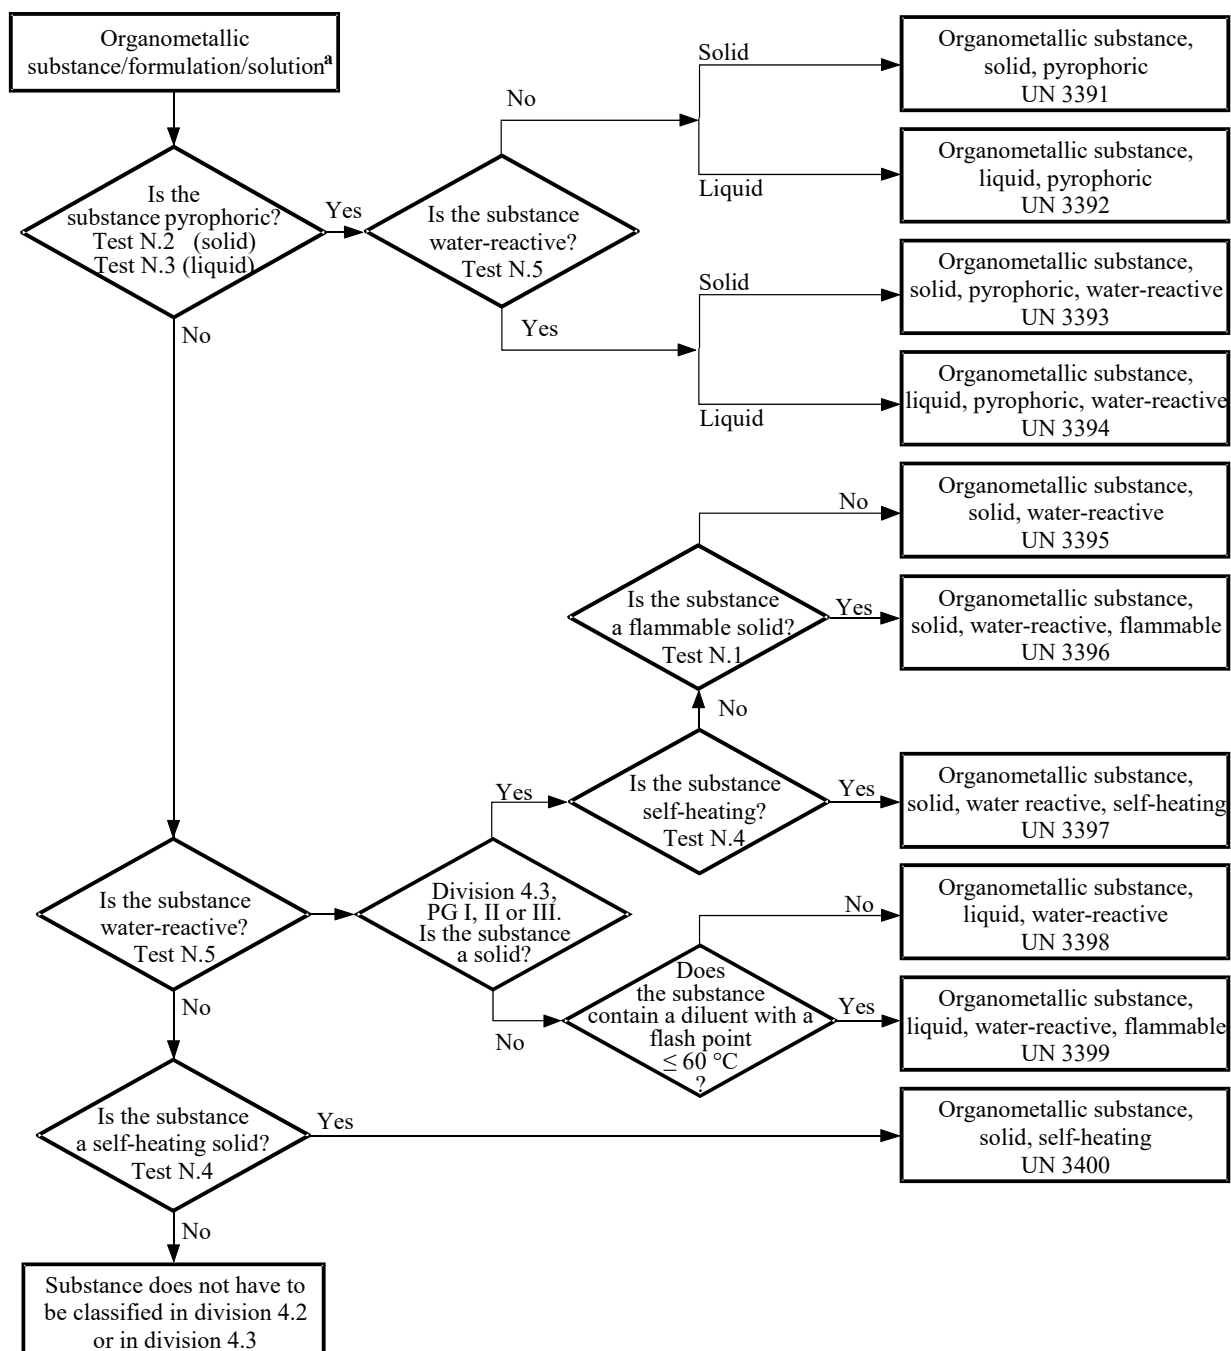 Organometallic
substance/formulation/solutionᵃ
Is the
substance pyrophoric?
Test N.2 (solid)
Test N.3 (liquid)
Yes
No
Is the substance
water-reactive?
Test N.5
No
Yes
Solid
Liquid
Organometallic substance,
solid, pyrophoric
UN 3391
Organometallic substance,
liquid, pyrophoric
UN 3392
Solid
Liquid
Organometallic substance,
solid, pyrophoric, water-reactive
UN 3393
Organometallic substance,
liquid, pyrophoric, water-reactive
UN 3394
No
Organometallic substance,
solid, water-reactive
UN 3395
Is the substance
a flammable solid?
Test N.1
Yes
Organometallic substance,
solid, water-reactive, flammable
UN 3396
No
Is the substance
self-heating?
Test N.4
Yes
Organometallic substance,
solid, water reactive, self-heating
UN 3397
Yes
Is the substance
water-reactive?
Test N.5
Division 4.3,
PG I, II or III.
Is the substance
a solid?
No
Organometallic substance,
liquid, water-reactive
UN 3398
No
No
Does
the substance
contain a diluent with a
flash point
≤ 60 °C
?
Yes
Organometallic substance,
liquid, water-reactive, flammable
UN 3399
Is the substance
a self-heating solid?
Test N.4
Yes
Organometallic substance,
solid, self-heating
UN 3400
No
Substance does not have to
be classified in division 4.2
or in division 4.3